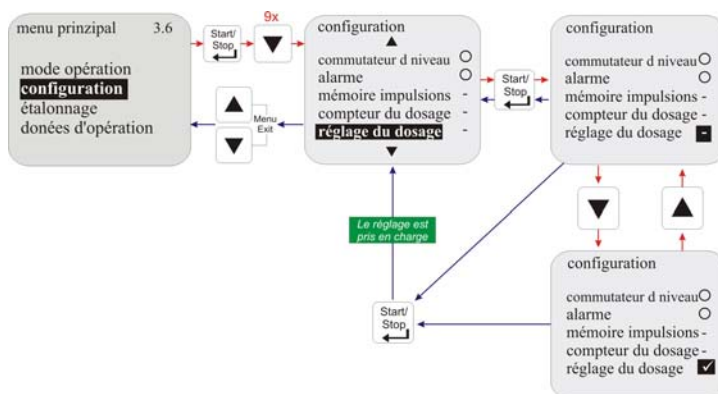 menu prinzipal 3.6
mode opération
configuration
étalonnage
donées d'opération
Start/
Stop
9x
Menu
Exit
configuration
commutateur d niveau
alarme
mémoire impulsions -
compteur du dosage -
réglage du dosage -
Start/
Stop
configuration
commutateur d niveau
alarme
mémoire impulsions -
compteur du dosage -
réglage du dosage -
Le réglage est
pris en charge
Start/
Stop
configuration
commutateur d niveau
alarme
mémoire impulsions -
compteur du dosage -
réglage du dosage ✓